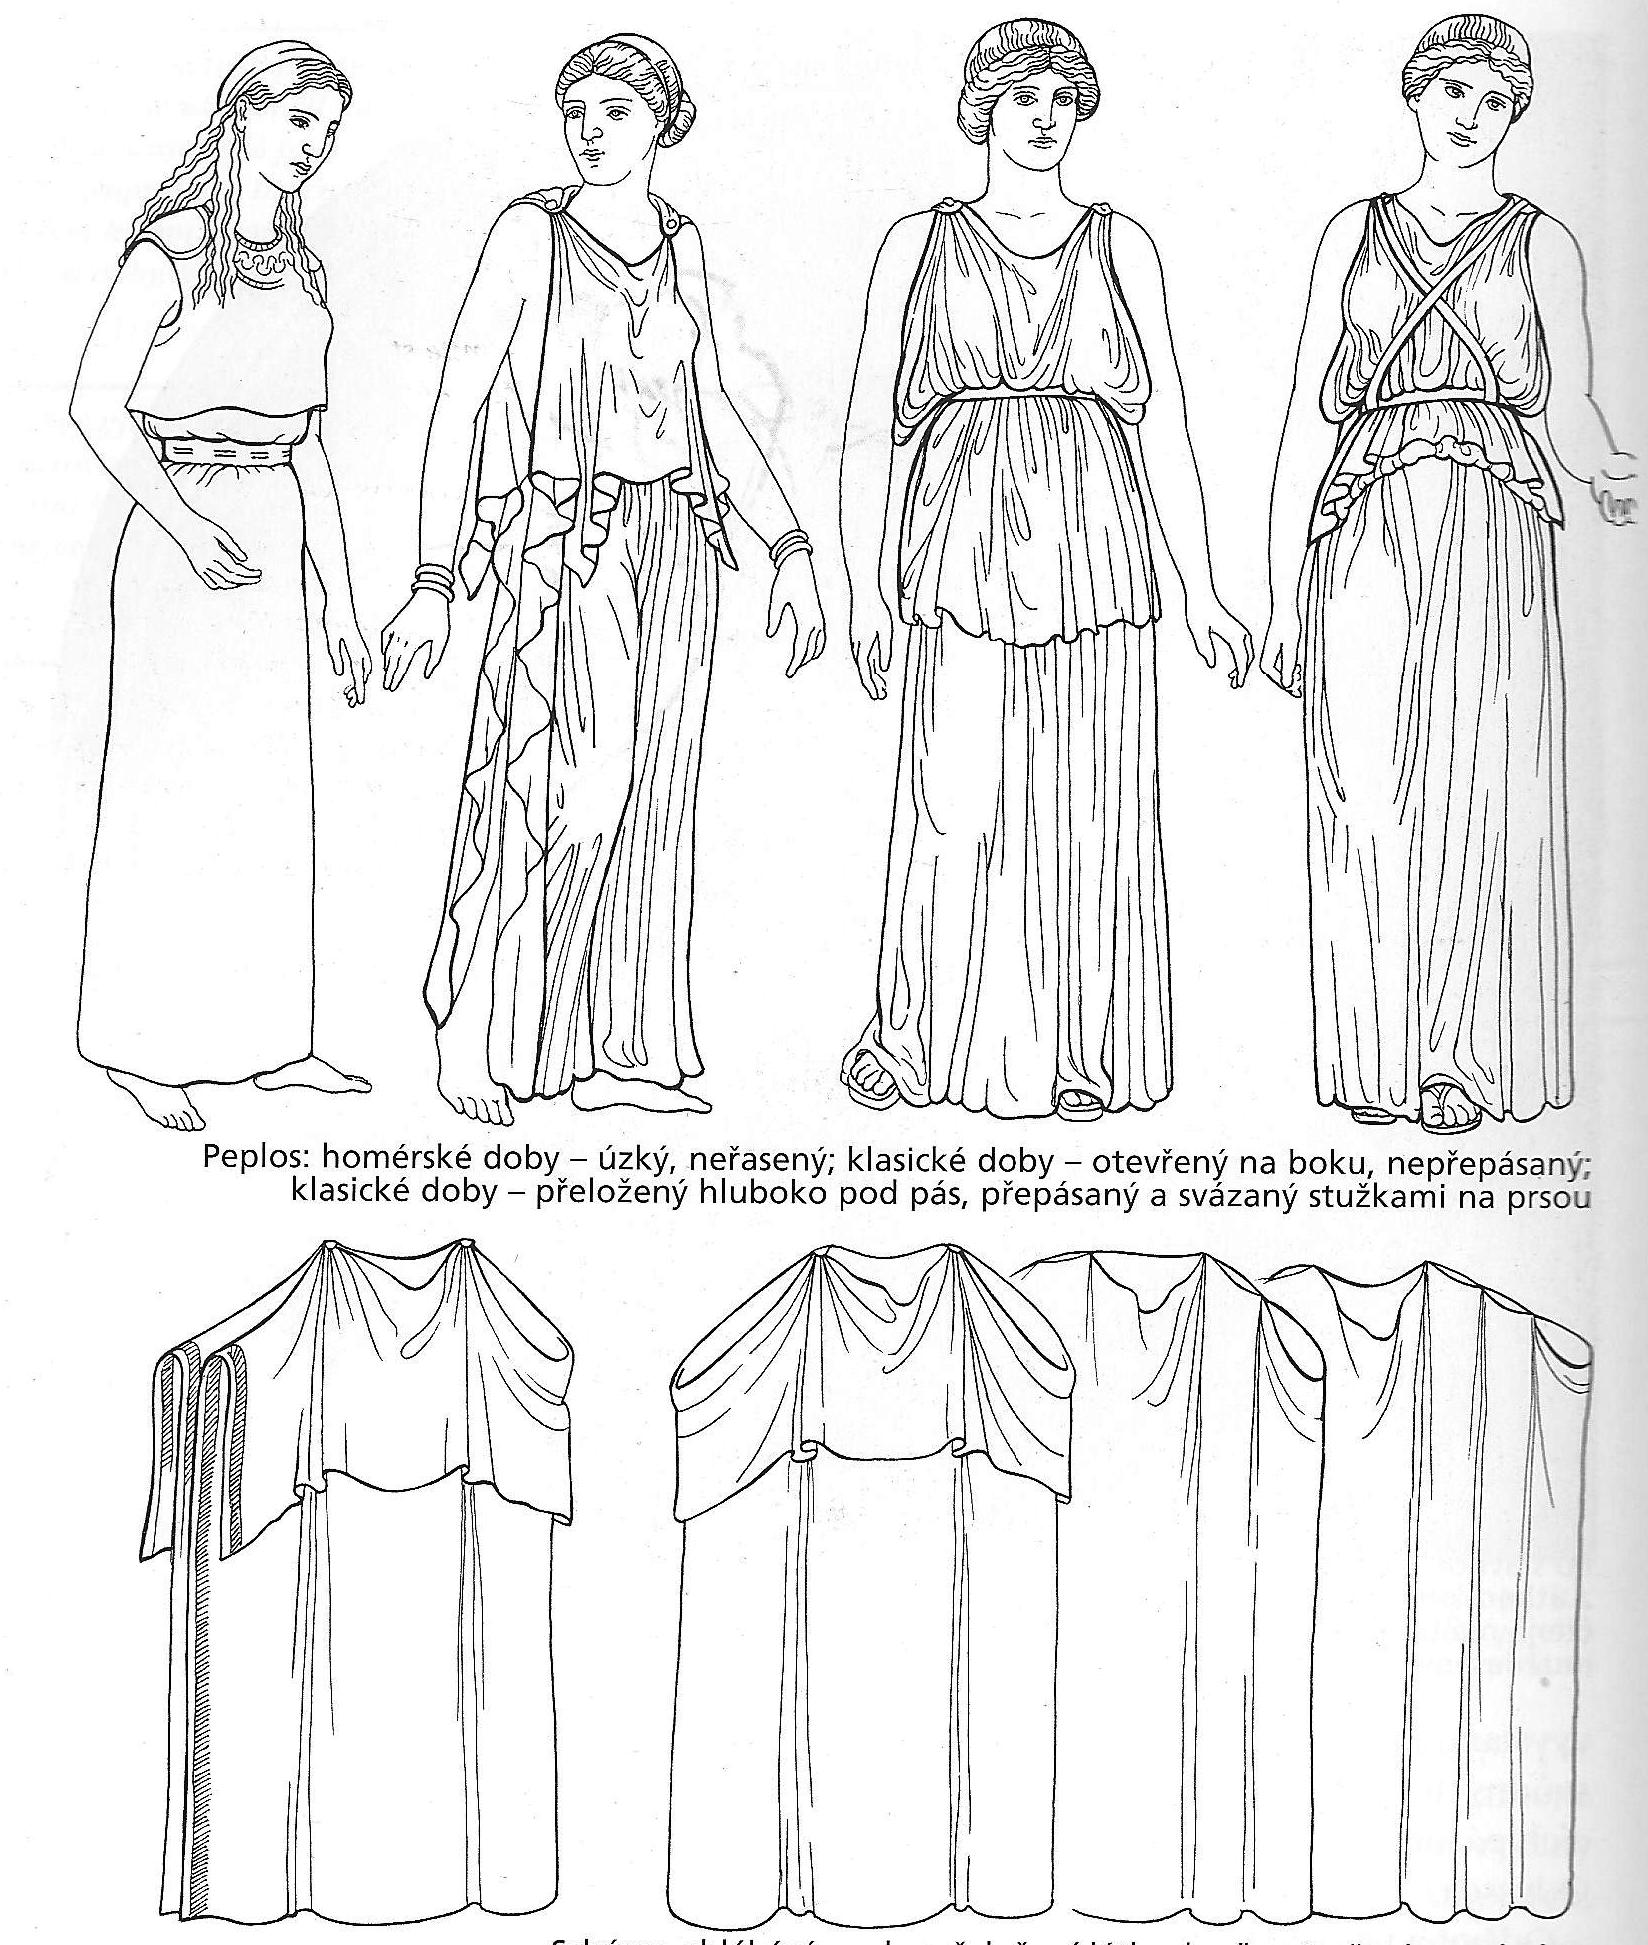 Peplos: homérské doby – úzký, neřasený; klasické doby – otevřený na boku, nepřepásaný;
klasické doby – přeložený hluboko pod pás, přepásaný a svázaný stužkami na prsou